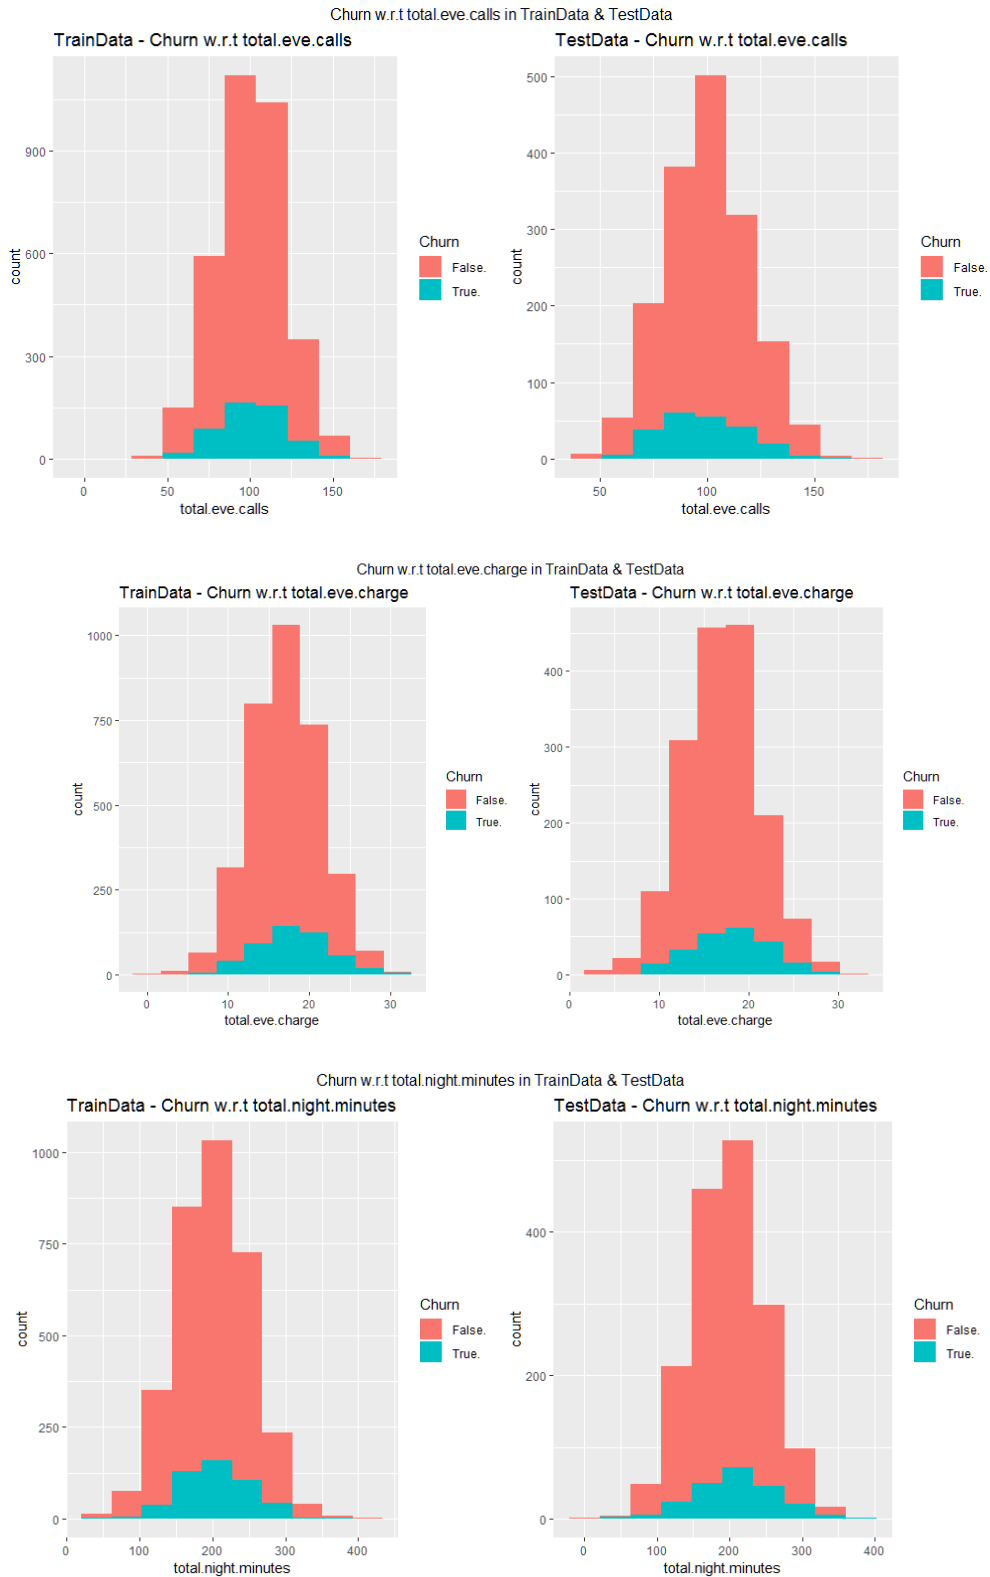 Churn w.r.t total.eve.calls in TrainData & TestData
TrainData - Churn w.r.t total.eve.calls
900
600
300
0
count
0 50 100 150
total.eve.calls
Churn
False.
True.
TestData - Churn w.r.t total.eve.calls
500
400
300
200
100
0
count
50 100 150
total.eve.calls
Churn
False.
True.
Churn w.r.t total.eve.charge in TrainData & TestData
TrainData - Churn w.r.t total.eve.charge
1000
750
500
250
0
count
0 10 20 30
total.eve.charge
Churn
False.
True.
TestData - Churn w.r.t total.eve.charge
400
300
200
100
0
count
0 10 20 30
total.eve.charge
Churn
False.
True.
Churn w.r.t total.night.minutes in TrainData & TestData
TrainData - Churn w.r.t total.night.minutes
1000
750
500
250
0
count
0 100 200 300 400
total.night.minutes
Churn
False.
True.
TestData - Churn w.r.t total.night.minutes
400
200
0
count
0 100 200 300 400
total.night.minutes
Churn
False.
True.